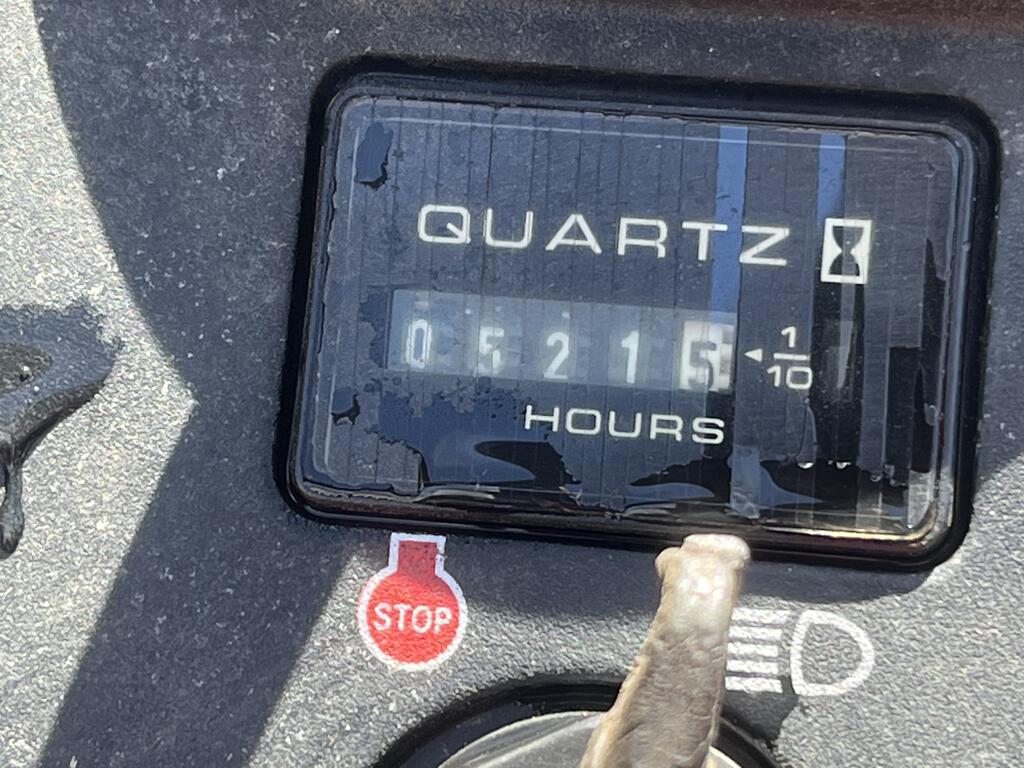 QUARTZ
05215
1/10
HOURS
STOP